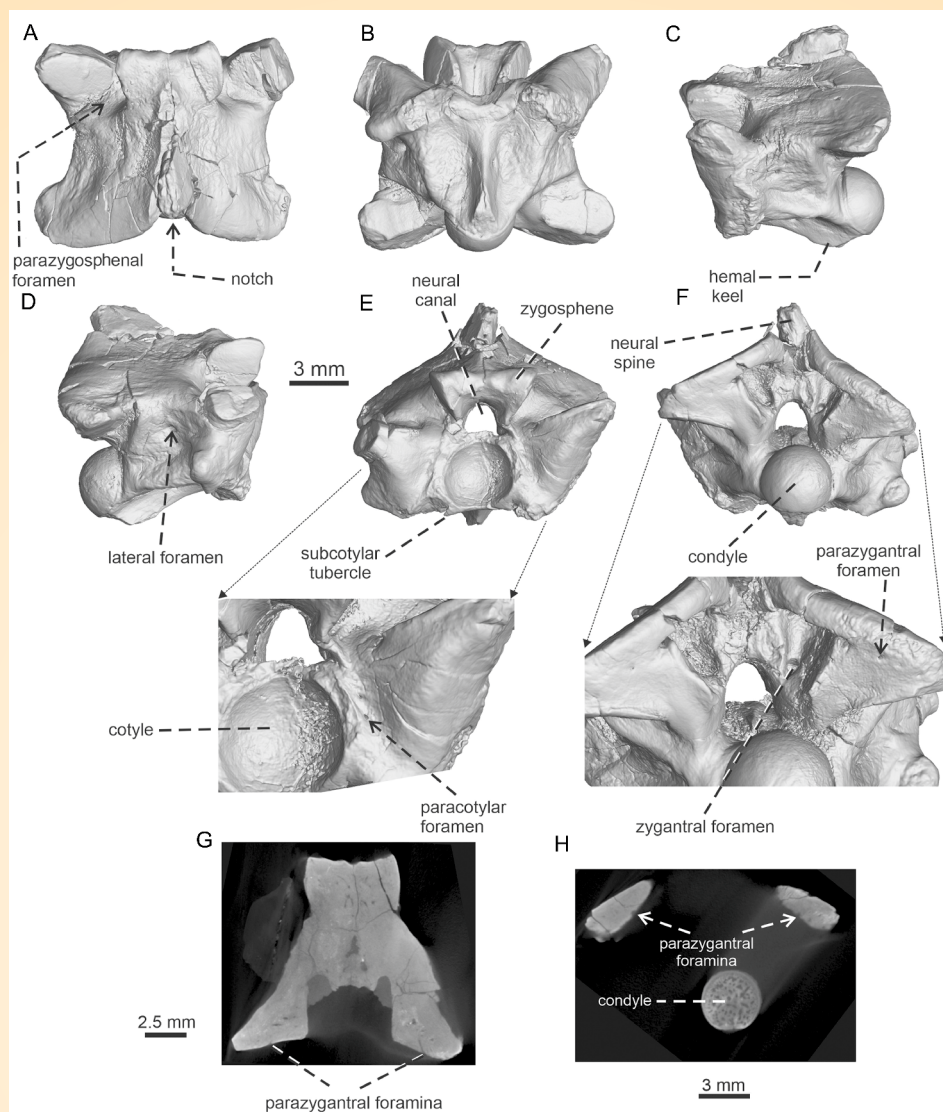 A
B
C
parazygosphenal
foramen
notch
hemal
keel
D
neural
canal
E
zygosphene
F
neural
spine
3 mm
lateral foramen
subcotylar
tubercle
condyle
parazygantral
foramen
cotyle
paracotylar
foramen
zygantral foramen
G
H
parazygantral
foramina
condyle
2.5 mm
parazygantral foramina
3 mm